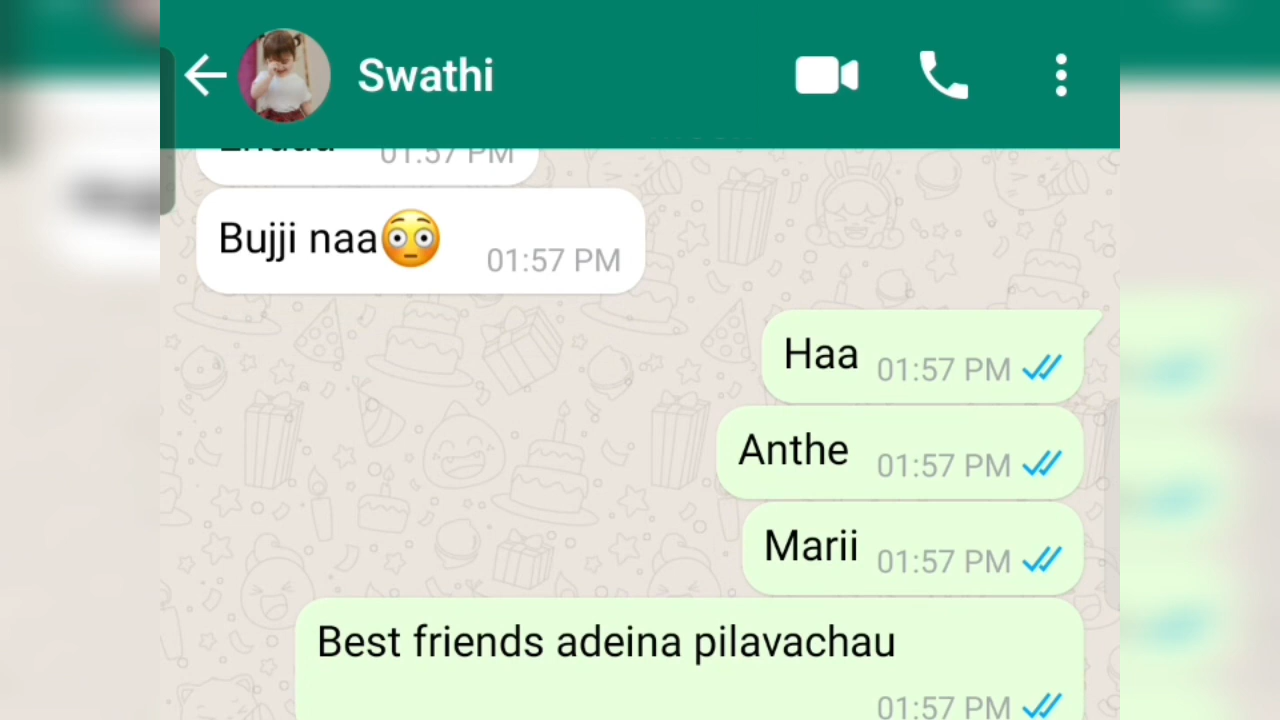 Swathi
01:57 PM
Bujji naa😳
01:57 PM
Haa 01:57 PM
Anthe 01:57 PM
Marii 01:57 PM
Best friends adeina pilavachau
01:57 PM